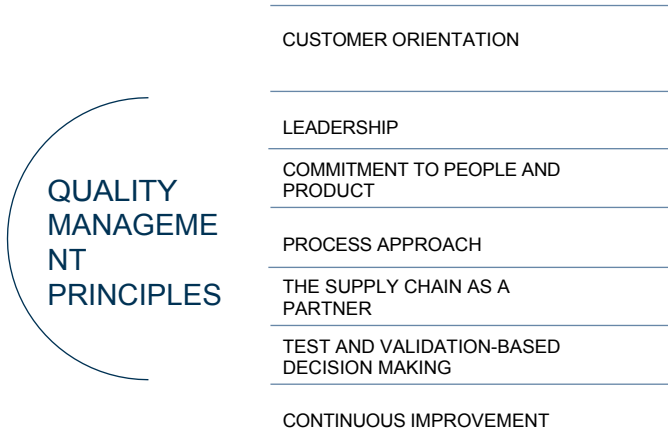 CUSTOMER ORIENTATION
LEADERSHIP
COMMITMENT TO PEOPLE AND
PRODUCT
QUALITY
MANAGEME
NT
PRINCIPLES
PROCESS APPROACH
THE SUPPLY CHAIN AS A
PARTNER
TEST AND VALIDATION-BASED
DECISION MAKING
CONTINUOUS IMPROVEMENT